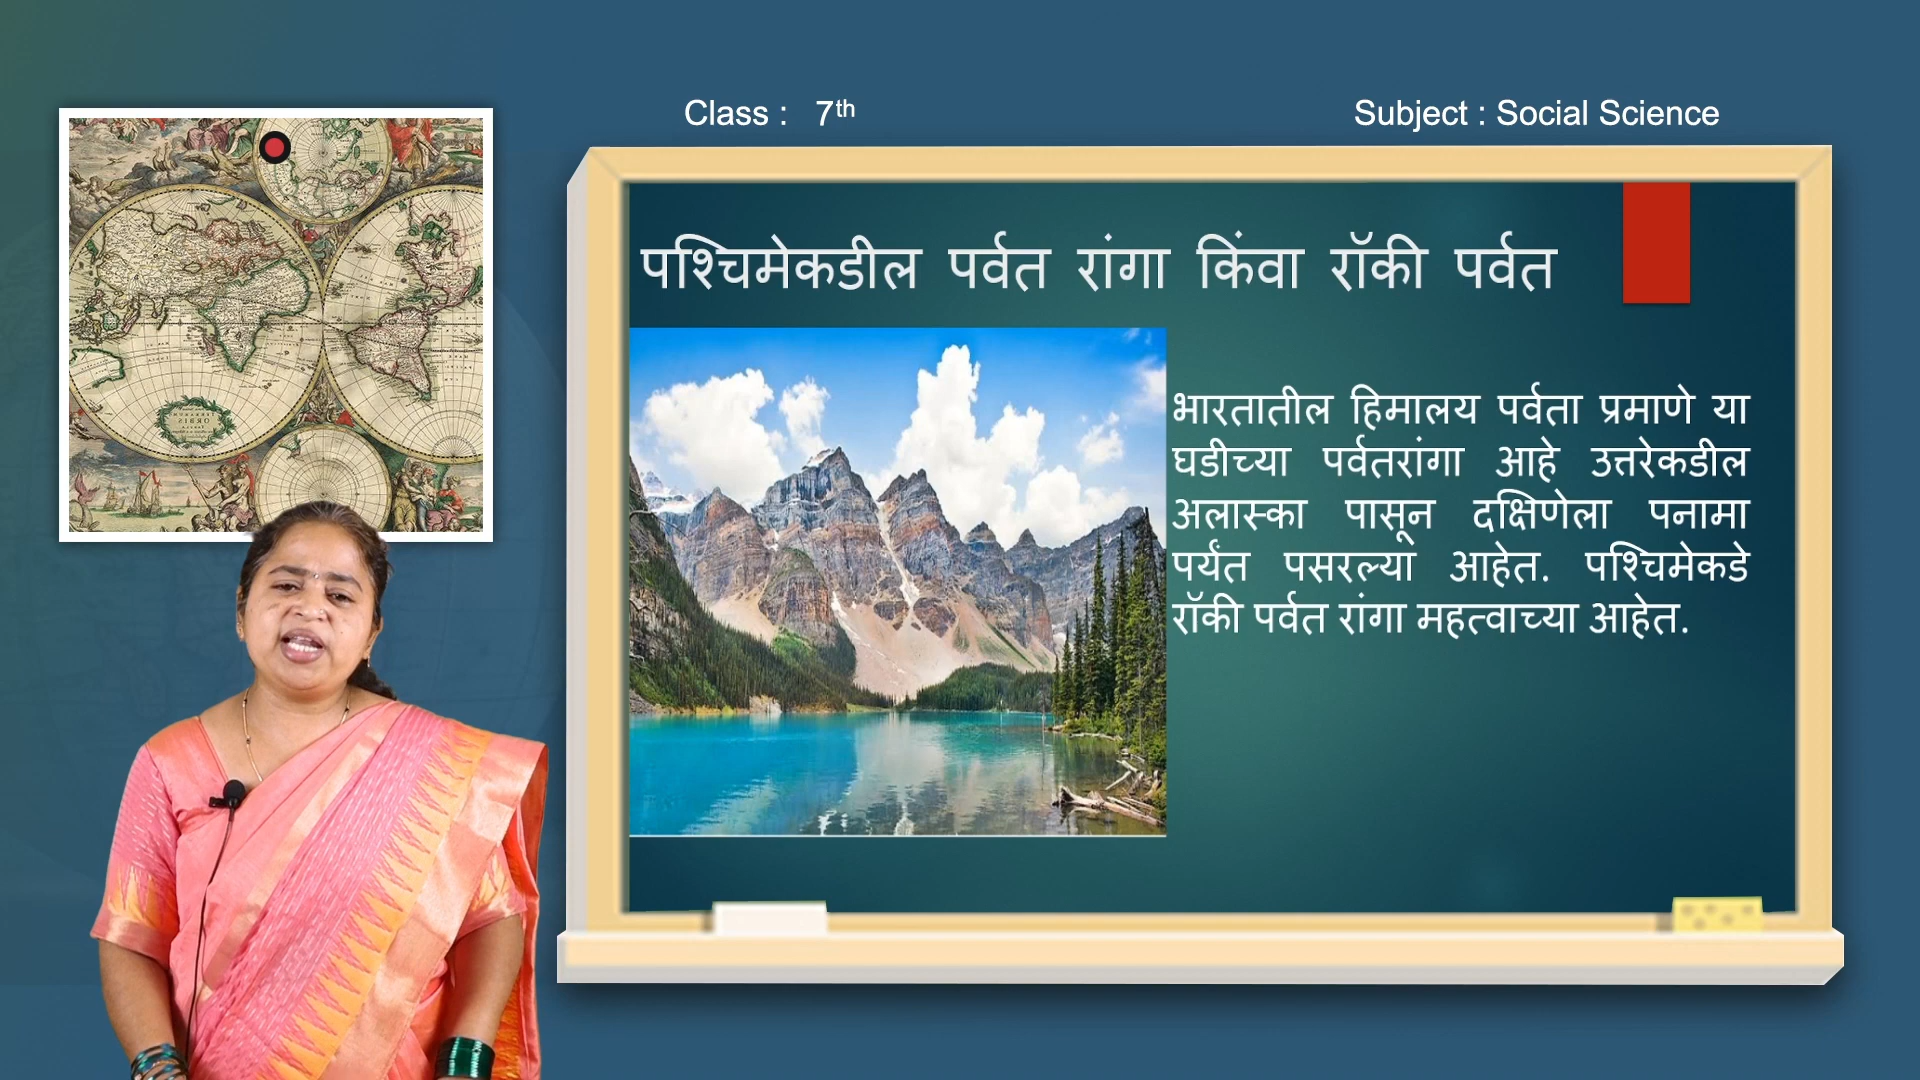 Class : 7th
Subject : Social Science
पश्चिमेकडील पर्वत रांगा किंवा रॉकी पर्वत
भारतातील हिमालय पर्वता प्रमाणे या
घडीच्या पर्वतरांगा आहे उत्तरेकडील
अलास्का पासून दक्षिणेला पनामा
पर्यंत पसरल्या आहेत. पश्चिमेकडे
रॉकी पर्वत रांगा महत्वाच्या आहेत.